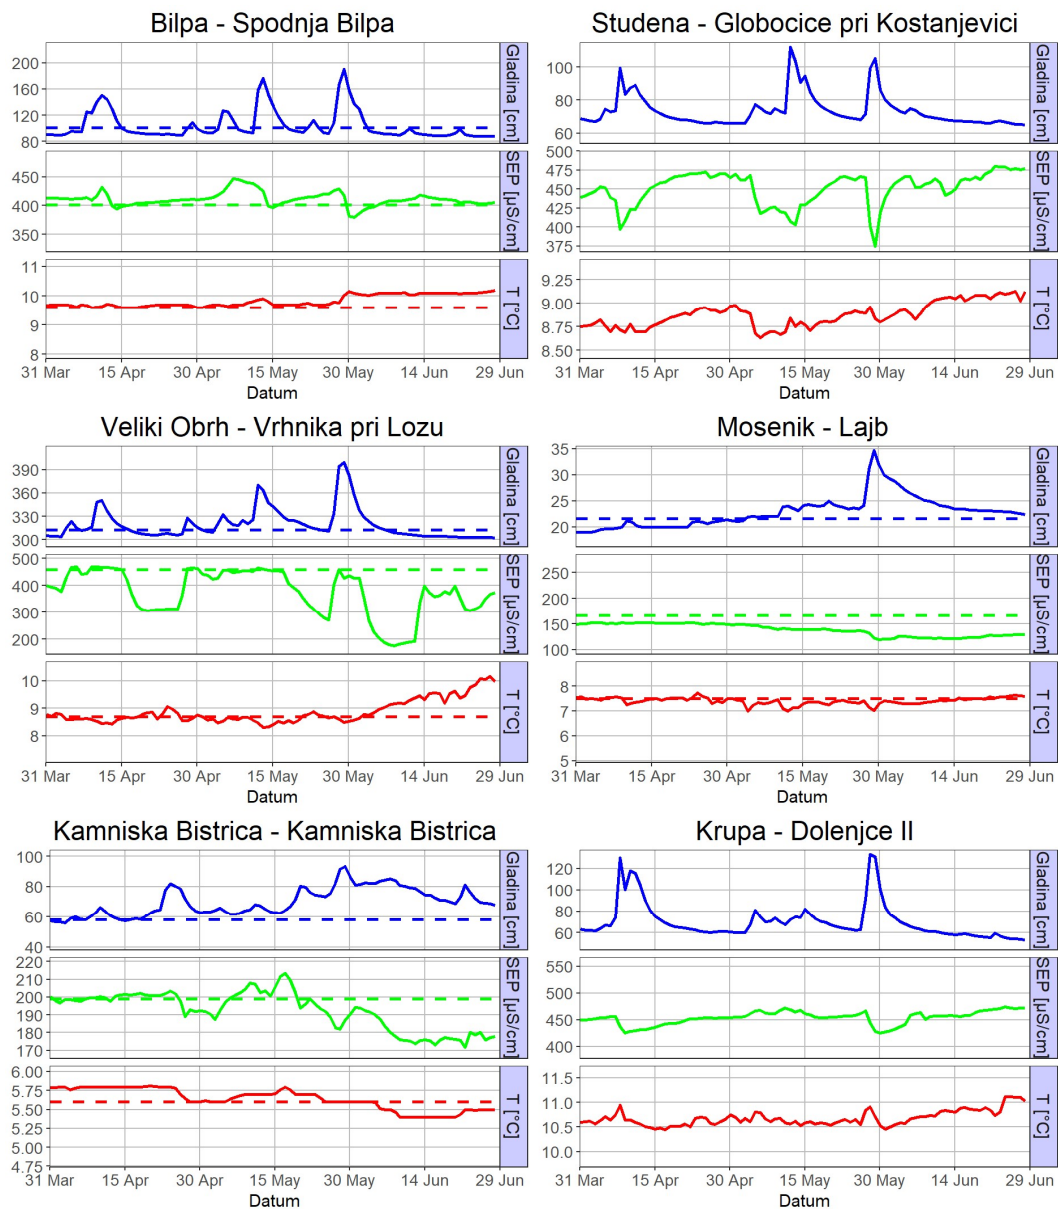 Bilpa - Spodnja Bilpa
200
160
120
80
Gladina [cm]
450
400
350
SEP [µS/cm]
11
10
9
8
T [°C]
31 Mar 15 Apr 30 Apr 15 May 30 May 14 Jun 29 Jun
Datum
Studena - Globocice pri Kostanjevici
100
80
60
Gladina [cm]
500
475
450
425
400
375
SEP [µS/cm]
9.25
9.00
8.75
8.50
T [°C]
31 Mar 15 Apr 30 Apr 15 May 30 May 14 Jun 29 Jun
Datum
Veliki Obrh - Vrhnika pri Lozu
390
360
330
300
Gladina [cm]
500
400
300
200
SEP [µS/cm]
10
9
8
T [°C]
31 Mar 15 Apr 30 Apr 15 May 30 May 14 Jun 29 Jun
Datum
Mosenik - Lajb
35
30
25
20
Gladina [cm]
250
200
150
100
SEP [µS/cm]
8
7
6
5
T [°C]
31 Mar 15 Apr 30 Apr 15 May 30 May 14 Jun 29 Jun
Datum
Kamniska Bistrica - Kamniska Bistrica
100
80
60
40
Gladina [cm]
220
210
200
190
180
170
SEP [µS/cm]
6.00
5.75
5.50
5.25
5.00
4.75
T [°C]
31 Mar 15 Apr 30 Apr 15 May 30 May 14 Jun 29 Jun
Datum
Krupa - Dolenjce II
120
100
80
60
Gladina [cm]
550
500
450
400
SEP [µS/cm]
11.5
11.0
10.5
10.0
T [°C]
31 Mar 15 Apr 30 Apr 15 May 30 May 14 Jun 29 Jun
Datum